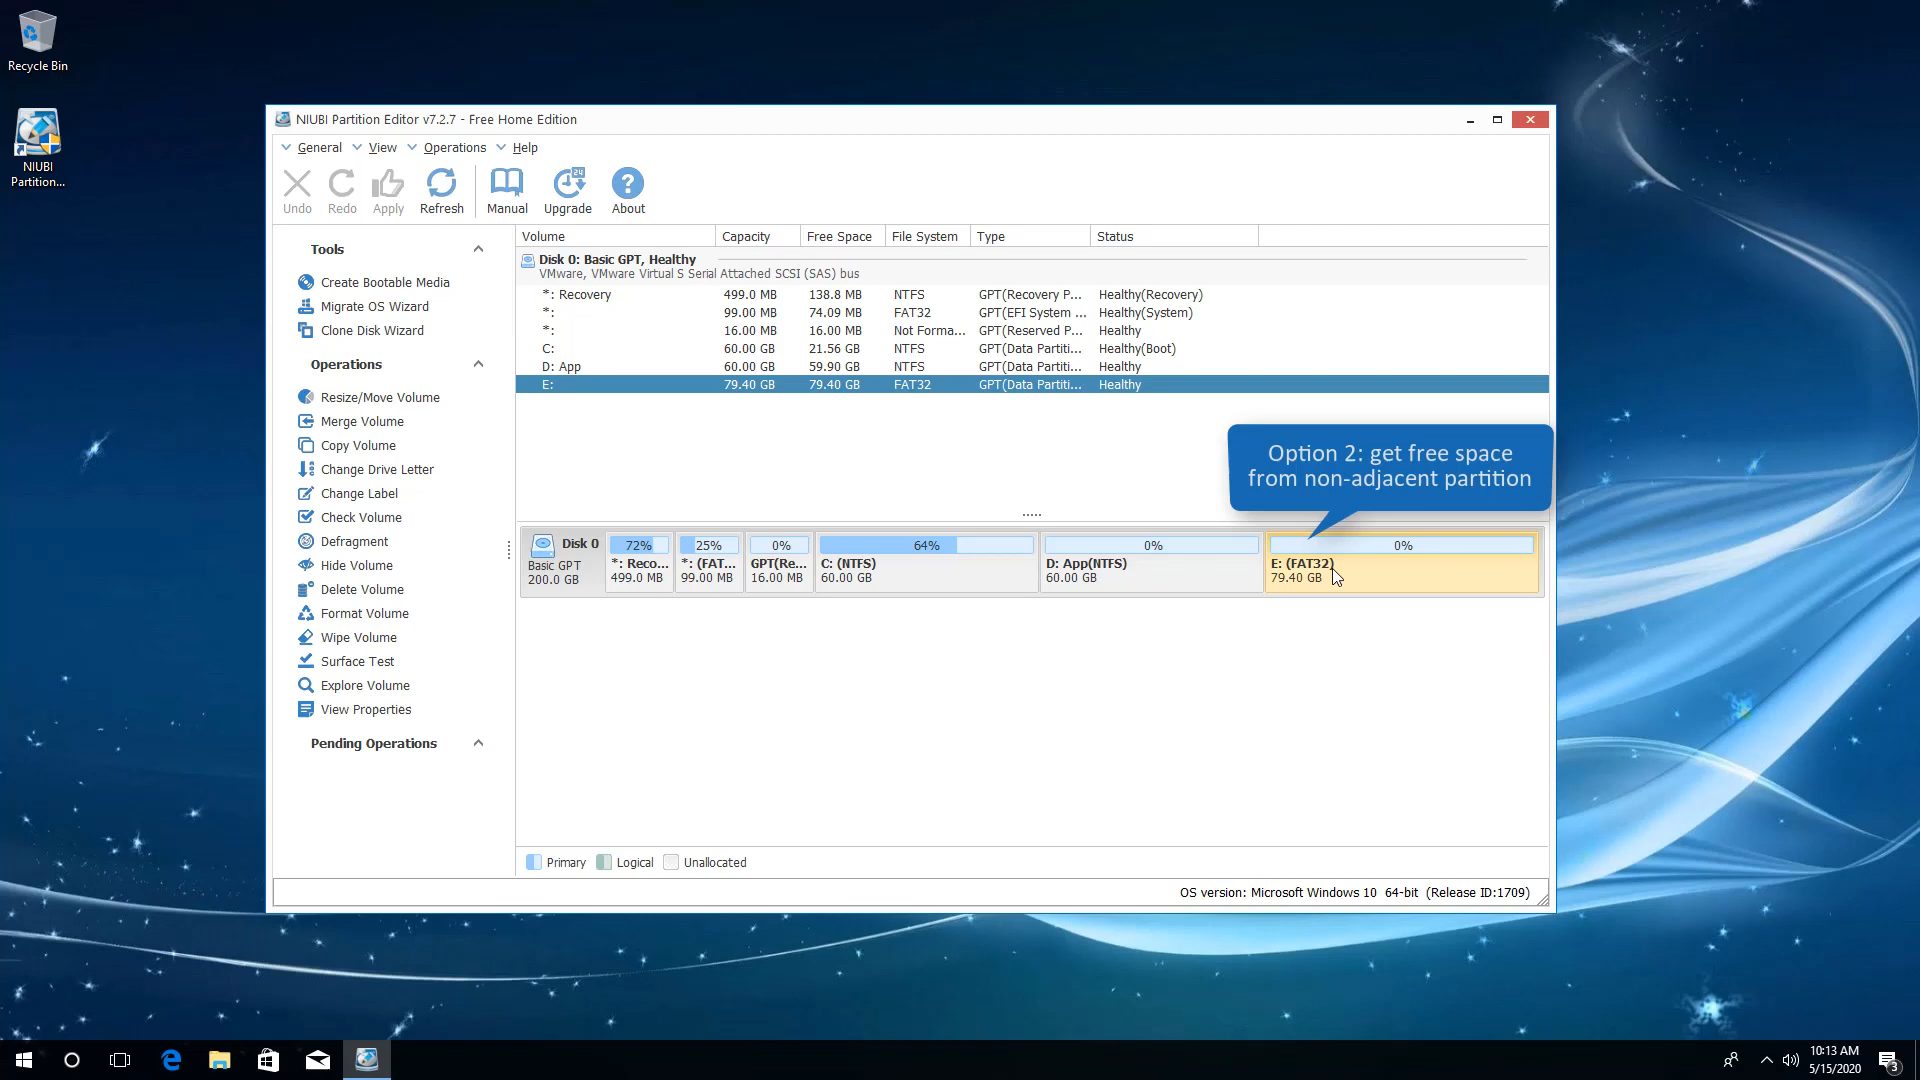 Recycle Bin
NIUBI
Partition...
NIUBI Partition Editor v7.2.7 - Free Home Edition
General View Operations Help
Undo Redo Apply Refresh Manual Upgrade About
24
Tools
Create Bootable Media
Migrate OS Wizard
Clone Disk Wizard
Operations
Resize/Move Volume
Merge Volume
Copy Volume
Change Drive Letter
Change Label
Check Volume
Defragment
Hide Volume
Delete Volume
Format Volume
Wipe Volume
Surface Test
Explore Volume
View Properties
Pending Operations
Volume Capacity Free Space File System Type Status
Disk 0: Basic GPT, Healthy
VMware, VMware Virtual S Serial Attached SCSI (SAS) bus
*: Recovery 499.0 MB 138.8 MB NTFS GPT(Recovery P... Healthy(Recovery)
*: 99.00 MB 74.09 MB FAT32 GPT(EFI System ... Healthy(System)
*: 16.00 MB 16.00 MB Not Forma... GPT(Reserved P... Healthy
C: 60.00 GB 21.56 GB NTFS GPT(Data Partiti... Healthy(Boot)
D: App 60.00 GB 59.90 GB NTFS GPT(Data Partiti... Healthy
E: 79.40 GB 79.40 GB FAT32 GPT(Data Partiti... Healthy
Option 2: get free space
from non-adjacent partition
Disk 0 72% 25% 0% 64% 0% 0%
Basic GPT *: Reco... *: (FAT... GPT(Re... C: (NTFS) D: App(NTFS) E: (FAT32)
200.0 GB 499.0 MB 99.00 MB 16.00 MB 60.00 GB 60.00 GB 79.40 GB
Primary Logical Unallocated
OS version: Microsoft Windows 10 64-bit (Release ID:1709)
10:13 AM
5/15/2020
3